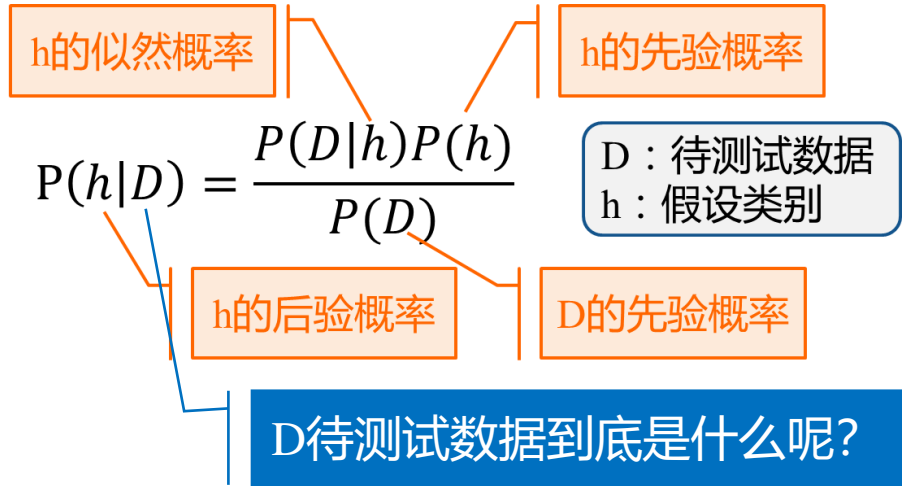 h的似然概率
h的先验概率
P(h|D) = P(D|h)P(h) / P(D)
D：待测试数据
h：假设类别
h的后验概率
D的先验概率
D待测试数据到底是什么呢？